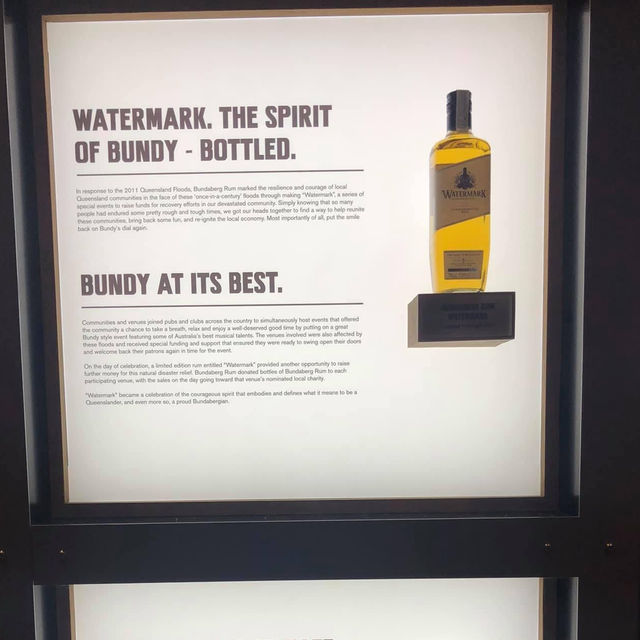 WATERMARK. THE SPIRIT
OF BUNDY - BOTTLED.
In response to the 2011 Queensland Floods, Bundaberg Rum marked the resilience and courage of local
Queensland communities in the face of these 'once-in-a-century' floods through making "Watermark", a series of
special events to raise funds for recovery efforts in our devastated community. Simply knowing that so many
people had endured some pretty rough and tough times, we got our heads together to find a way to help reunite
these communities, bring back some fun, and re-ignite the local economy. Most importantly of all, put the smile
back on Bundy's dial again.
WATERMARK
BUNDY AT ITS BEST.
Communities and venues joined pubs and clubs across the country to simultaneously host events that offered
the community a chance to take a breath, relax and enjoy a well-deserved good time by putting on a great
Bundy style event featuring some of Australia's best musical talents. The venues involved were also affected by
these floods and received special funding and support that ensured they were ready to swing open their doors
and welcome back their patrons again in time for the event.
On the day of celebration, a limited edition rum entitled "Watermark" provided another opportunity to raise
further money for this natural disaster relief. Bundaberg Rum donated bottles of Bundaberg Rum to each
participating venue, with the sales on the day going toward that venue's nominated local charity.
"Watermark" became a celebration of the courageous spirit that embodies and defines what it means to be a
Queenslander, and even more so, a proud Bundabergian.
BUNDABERG RUM
WATERMARK